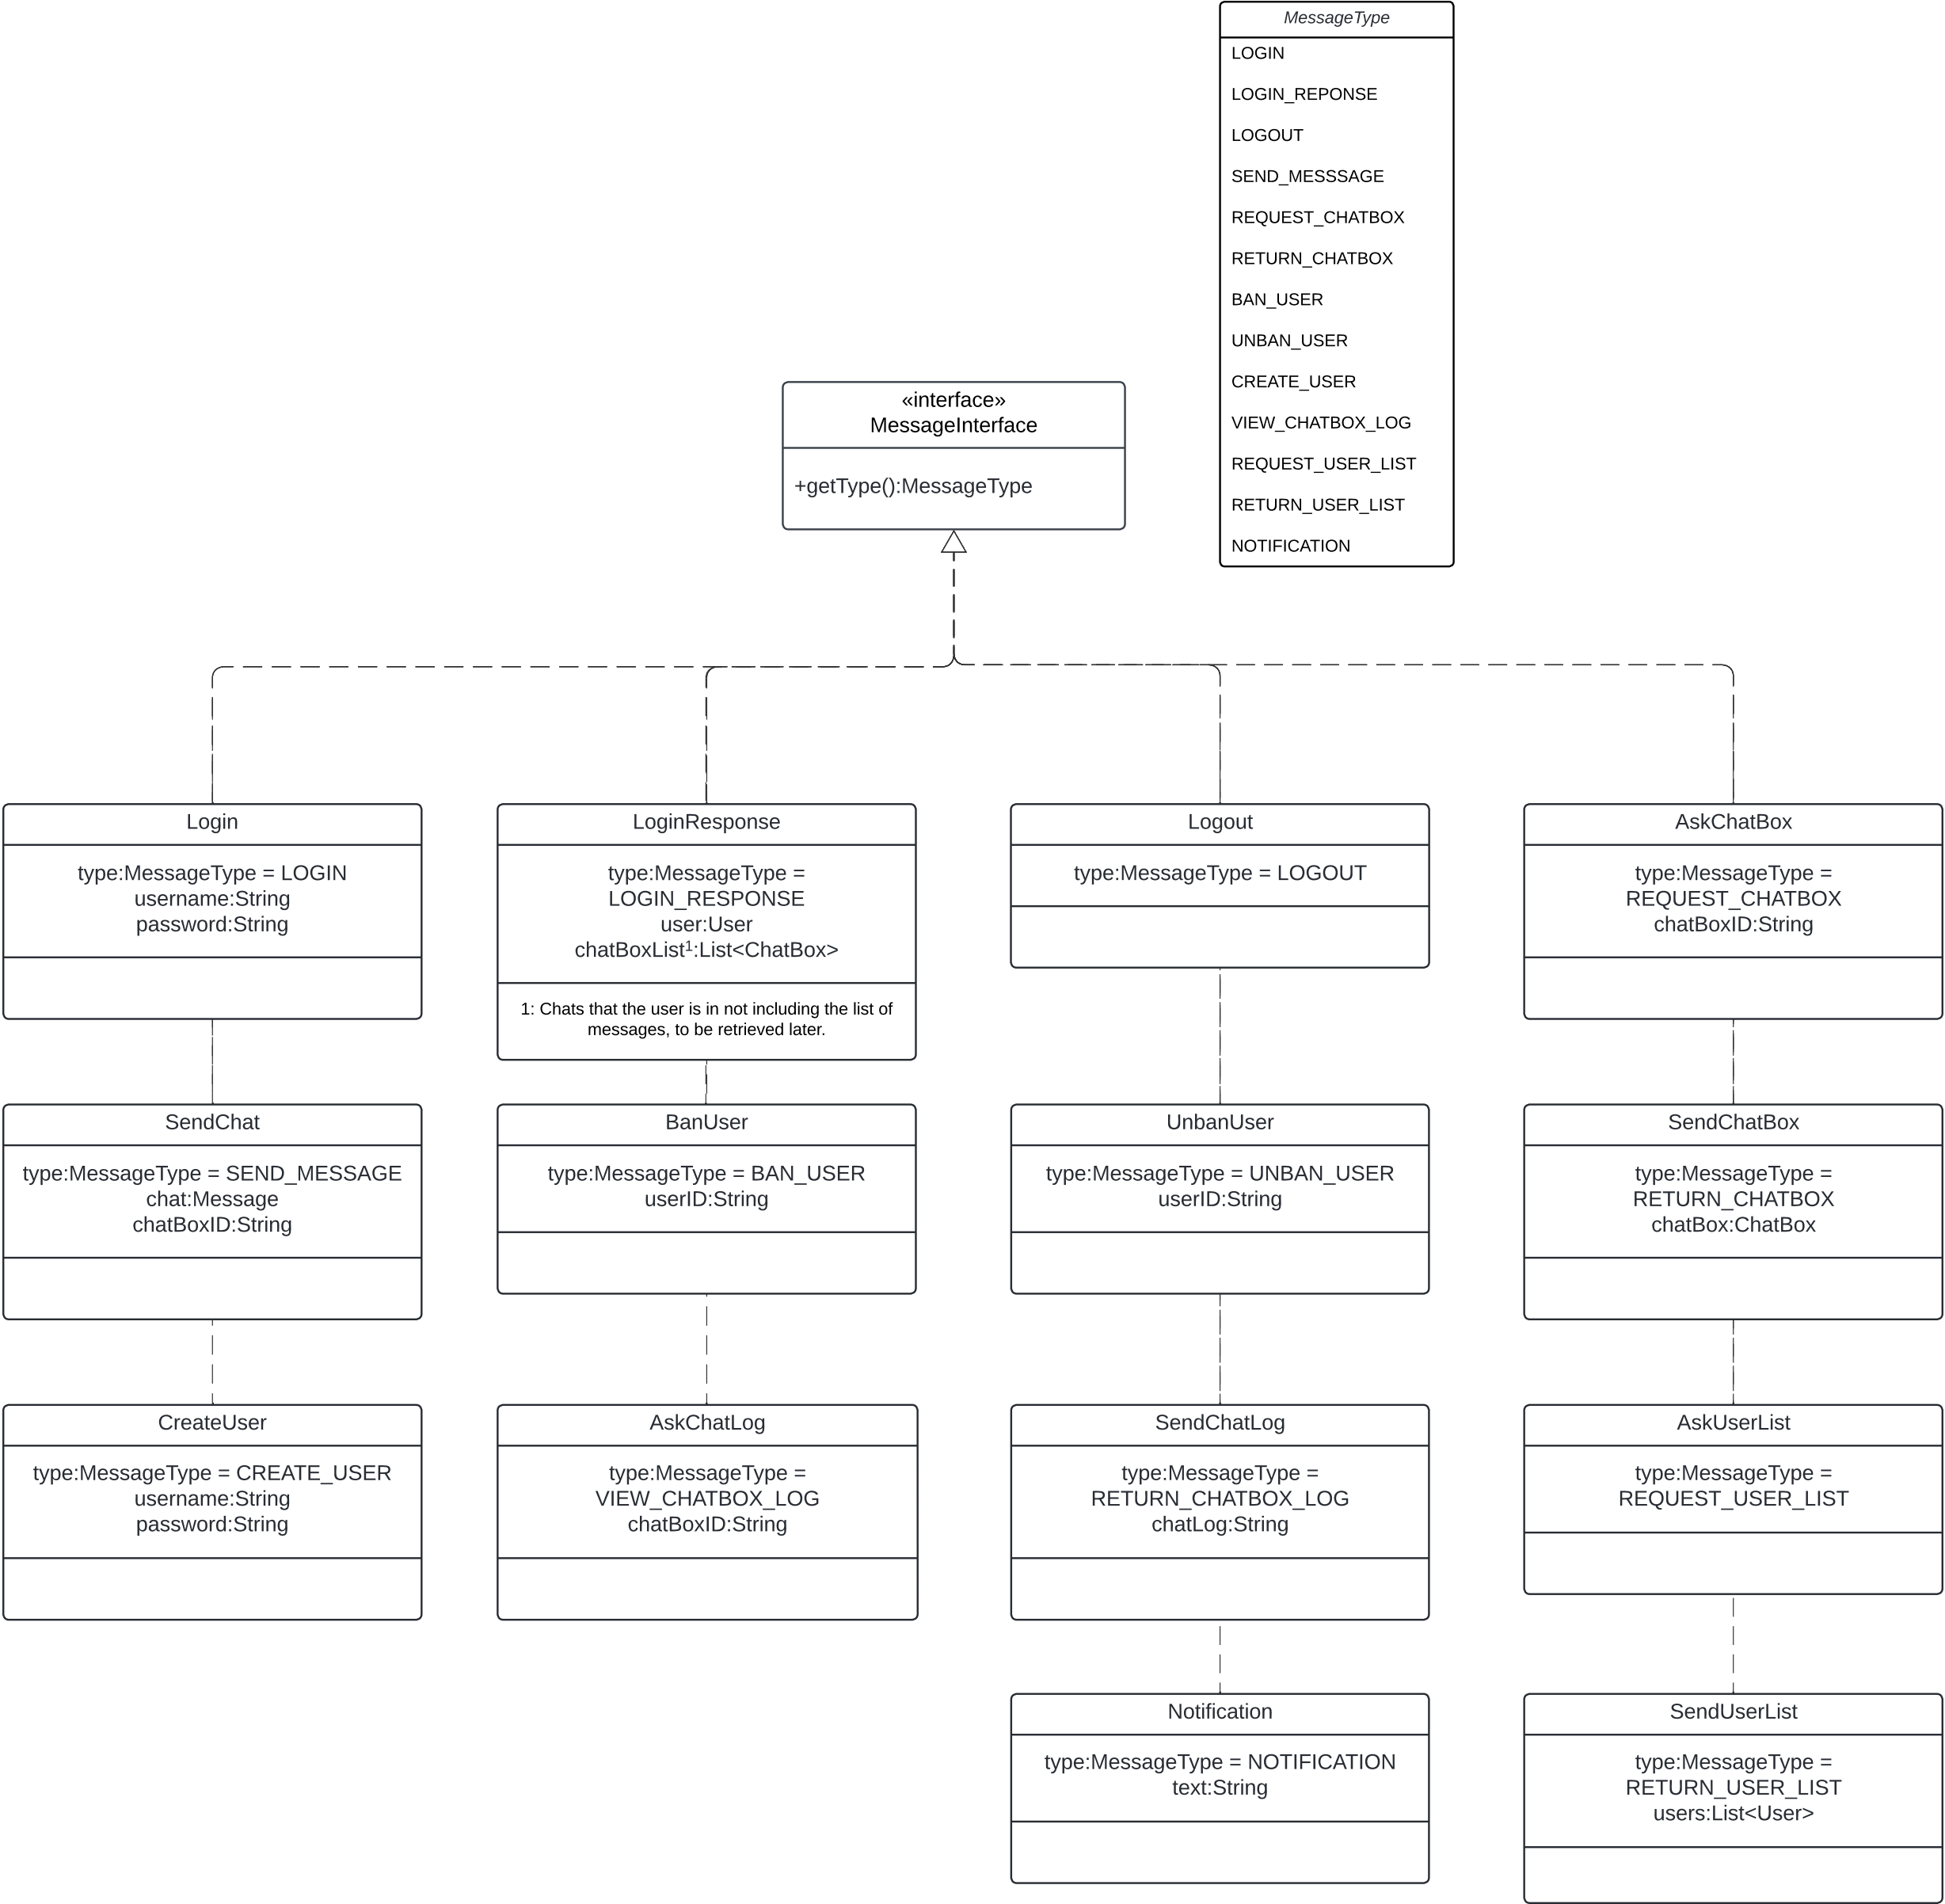 MessageType
LOGIN
LOGIN_REPONSE
LOGOUT
SEND_MESSSAGE
REQUEST_CHATBOX
RETURN_CHATBOX
BAN_USER
UNBAN_USER
CREATE_USER
VIEW_CHATBOX_LOG
REQUEST_USER_LIST
RETURN_USER_LIST
NOTIFICATION
«interface»
MessageInterface
+getType():MessageType
Login
type:MessageType = LOGIN
username:String
password:String
LoginResponse
type:MessageType =
LOGIN_RESPONSE
user:User
chatBoxList¹:List<ChatBox>
1: Chats that the user is in not including the list of
messages, to be retrieved later.
Logout
type:MessageType = LOGOUT
AskChatBox
type:MessageType =
REQUEST_CHATBOX
chatBoxID:String
SendChat
type:MessageType = SEND_MESSAGE
chat:Message
chatBoxID:String
BanUser
type:MessageType = BAN_USER
userID:String
UnbanUser
type:MessageType = UNBAN_USER
userID:String
SendChatBox
type:MessageType =
RETURN_CHATBOX
chatBox:ChatBox
CreateUser
type:MessageType = CREATE_USER
username:String
password:String
AskChatLog
type:MessageType =
VIEW_CHATBOX_LOG
chatBoxID:String
SendChatLog
type:MessageType =
RETURN_CHATBOX_LOG
chatLog:String
AskUserList
type:MessageType =
REQUEST_USER_LIST
Notification
type:MessageType = NOTIFICATION
text:String
SendUserList
type:MessageType =
RETURN_USER_LIST
users:List<User>